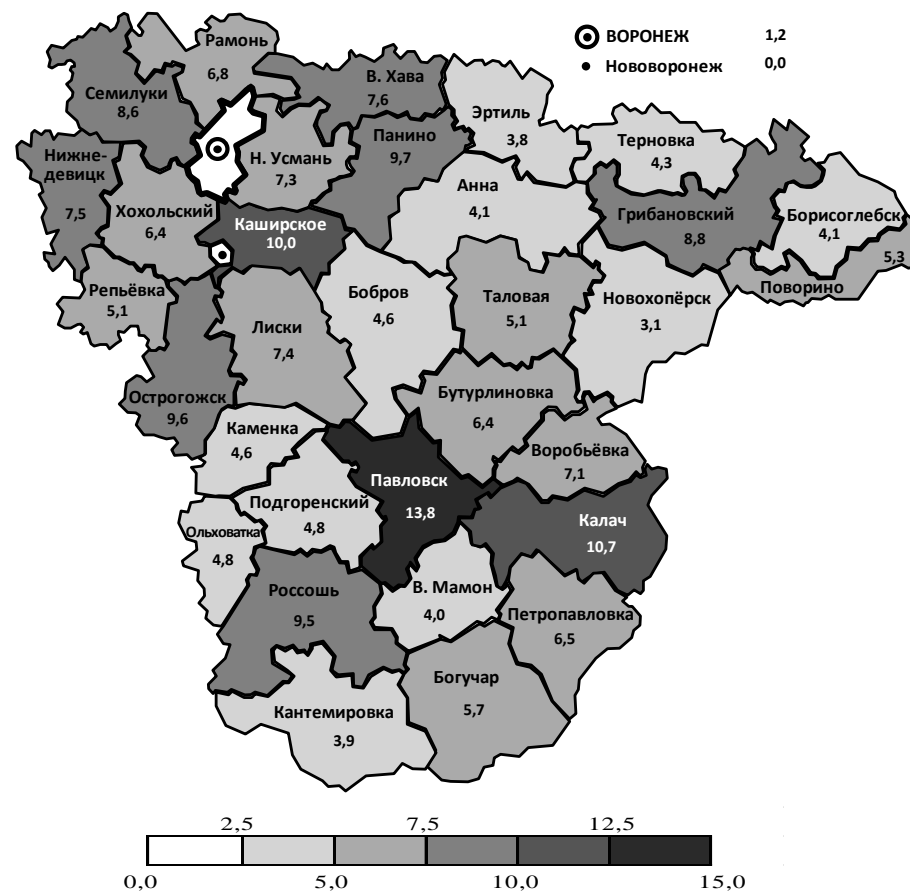 ВОРОНЕЖ 1,2
Нововоронеж 0,0
Рамонь
6,8
В. Хава
7,6
Семилуки
8,6
Эртиль
3,8
Панино
9,7
Терновка
4,3
Нижне-
девицк
7,5
Н. Усмань
7,3
Анна
4,1
Хохольский
6,4
Каширское
10,0
Грибановский
8,8
Борисоглебск
4,1
5,3
Поворино
Репьёвка
5,1
Бобров
4,6
Таловая
5,1
Новохопёрск
3,1
Лиски
7,4
Острогожск
9,6
Бутурлиновка
6,4
Каменка
4,6
Воробьёвка
7,1
Павловск
13,8
Подгоренский
4,8
Калач
10,7
Ольховатка
4,8
Россошь
9,5
В. Мамон
4,0
Петропавловка
6,5
Богучар
5,7
Кантемировка
3,9
2,5 7,5 12,5
0,0 5,0 10,0 15,0